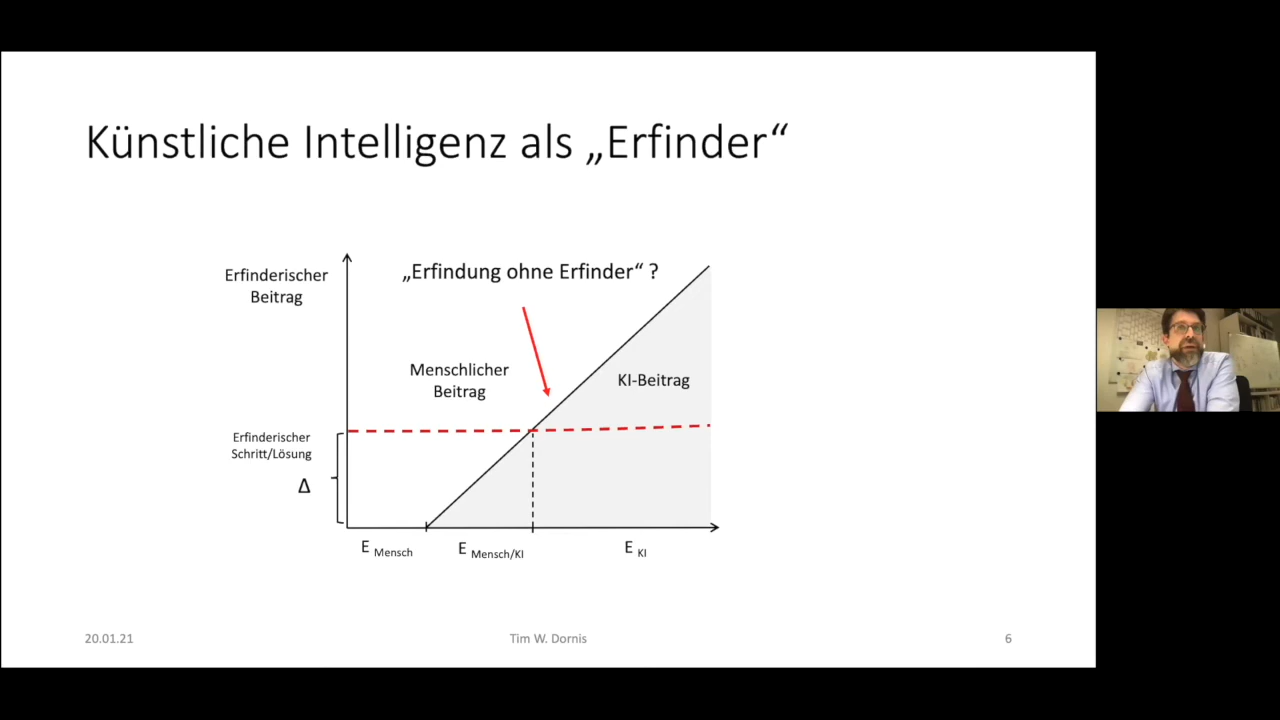 Künstliche Intelligenz als „Erfinder“
Erfinderischer
Beitrag
„Erfindung ohne Erfinder“ ?
Menschlicher
Beitrag
KI-Beitrag
Erfinderischer
Schritt/Lösung
Δ
E Mensch
E Mensch/KI
E KI
20.01.21
Tim W. Dornis
6